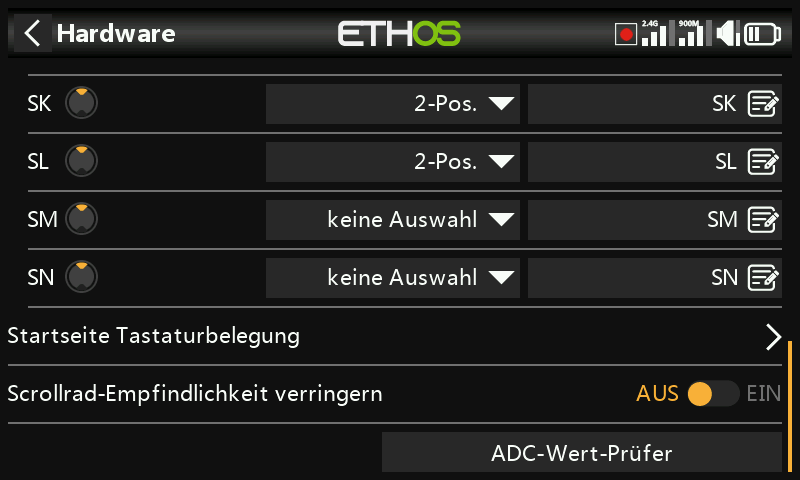 Hardware ETHOS 2.4G 900M
SK 2-Pos. SK
SL 2-Pos. SL
SM keine Auswahl SM
SN keine Auswahl SN
Startseite Tastaturbelegung
Scrollrad-Empfindlichkeit verringern AUS EIN
ADC-Wert-Prüfer